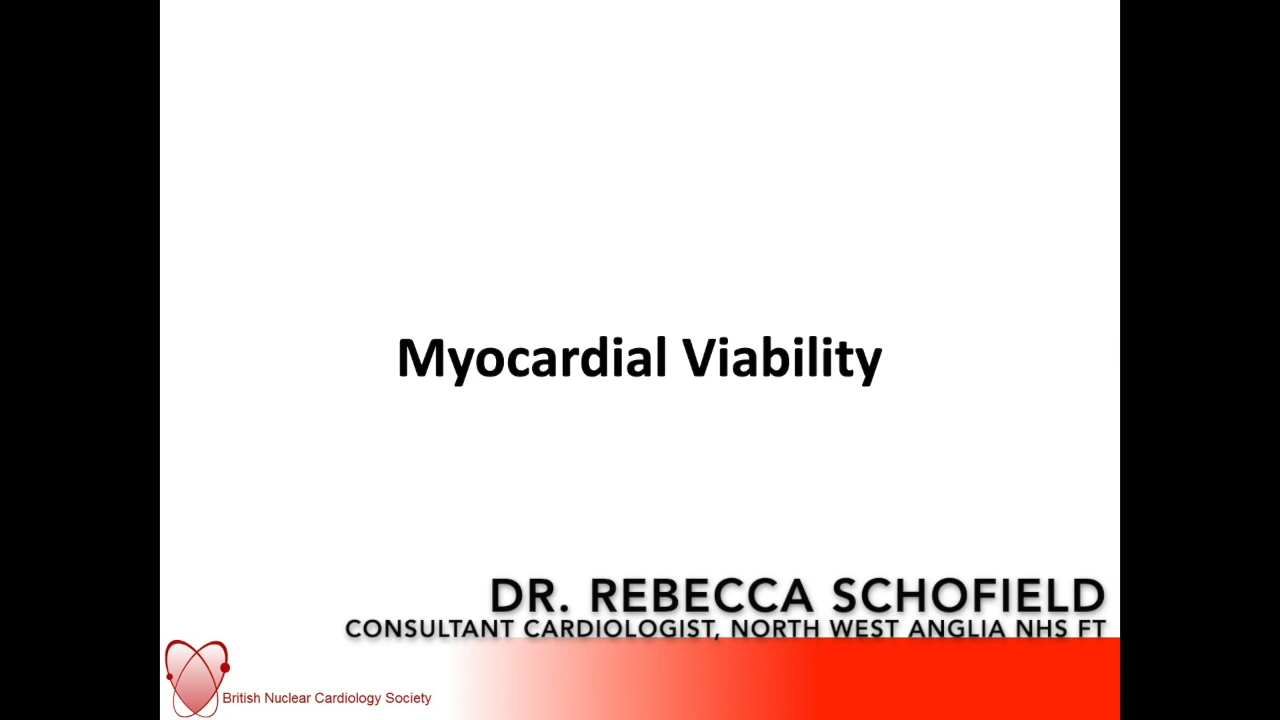 Myocardial Viability
DR. REBECCA SCHOFIELD
CONSULTANT CARDIOLOGIST, NORTH WEST ANGLIA NHS FT
British Nuclear Cardiology Society